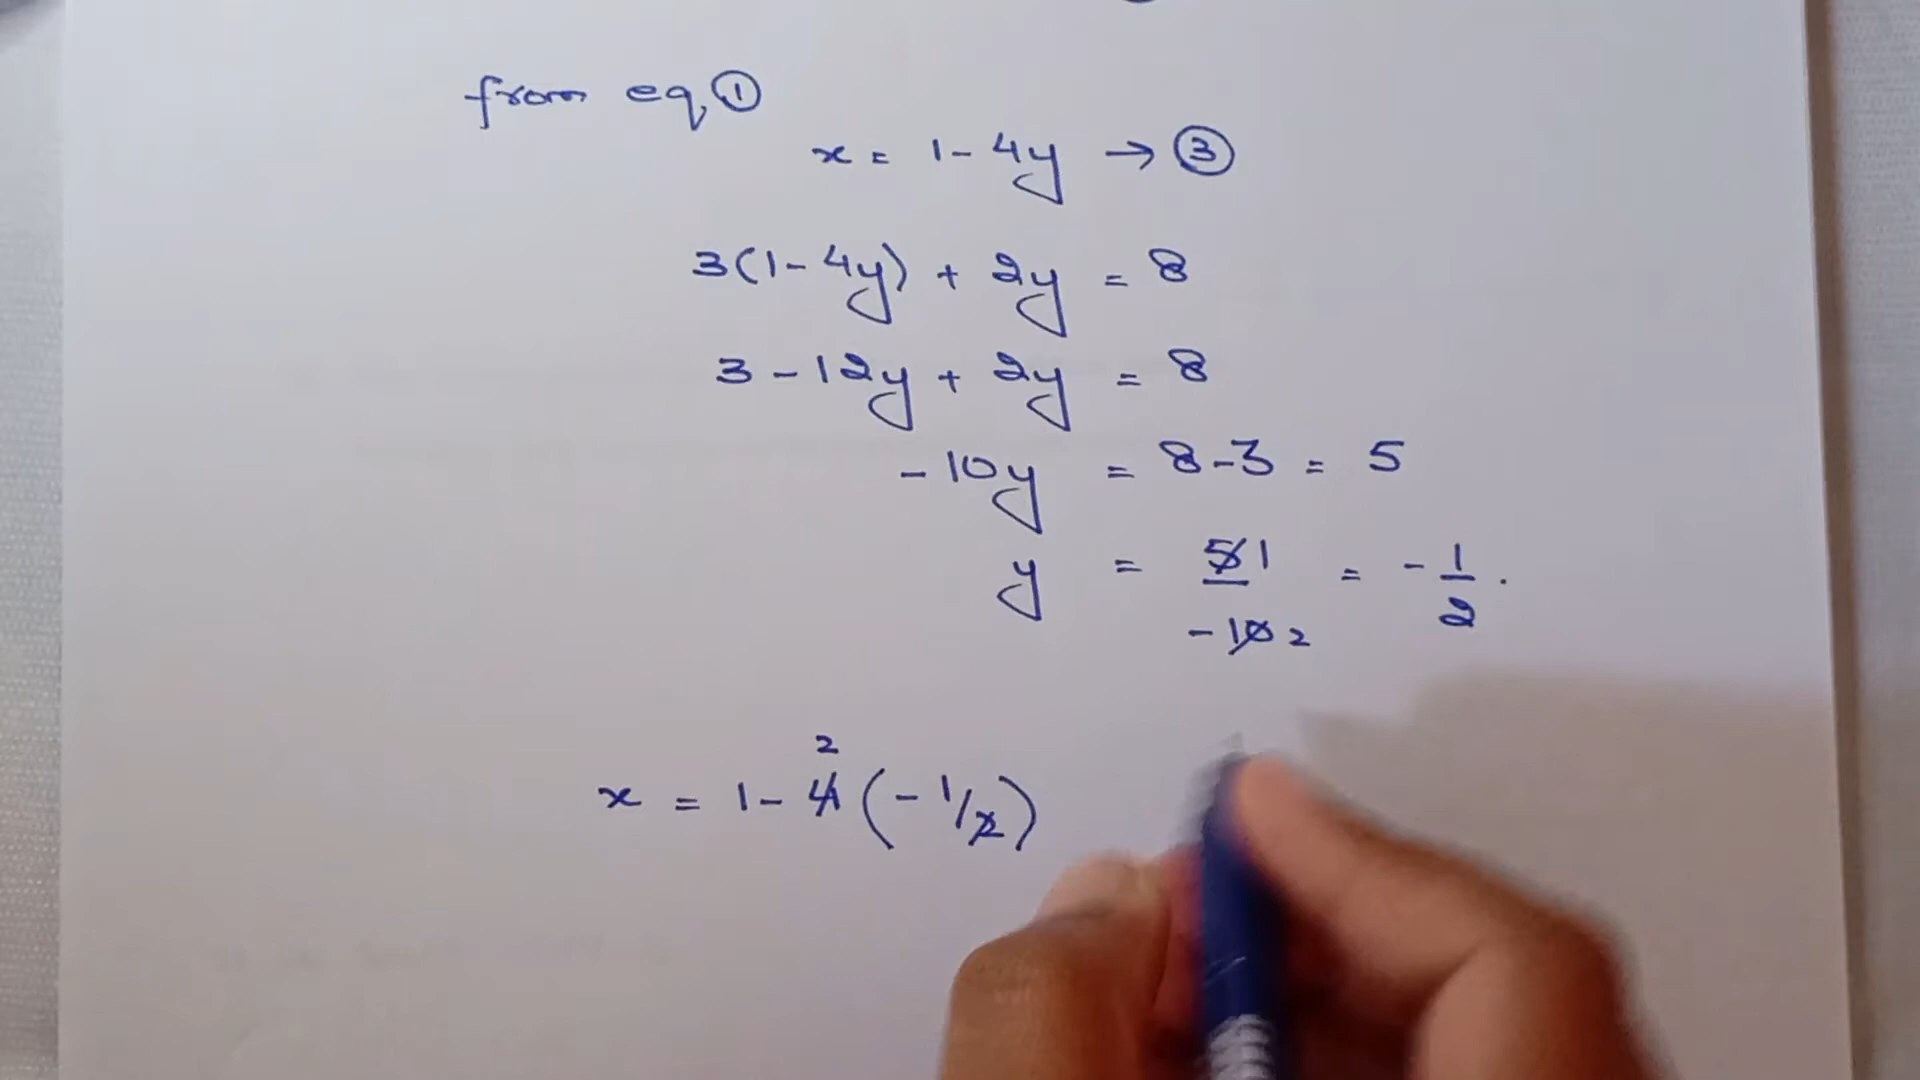 from eq ①
x = 1 - 4y → ③
3(1 - 4y) + 2y = 8
3 - 12y + 2y = 8
- 10y = 8 - 3 = 5
y = 5 1 / - 10 2 = - 1/2 .
2
x = 1 - 4 (- 1/2)